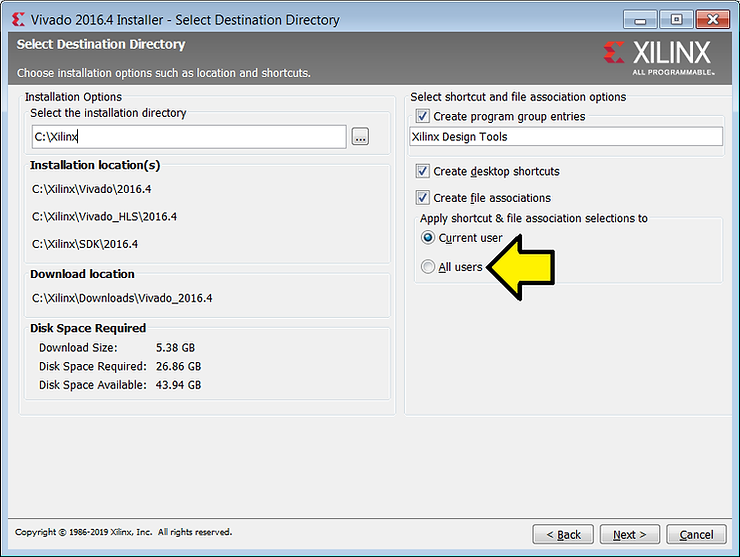 Vivado 2016.4 Installer - Select Destination Directory
Select Destination Directory
Choose installation options such as location and shortcuts.
XILINX
ALL PROGRAMMABLE.
Installation Options
Select the installation directory
C:\Xilinx
...
Installation location(s)
C:\Xilinx\Vivado\2016.4
C:\Xilinx\Vivado_HLS\2016.4
C:\Xilinx\SDK\2016.4
Download location
C:\Xilinx\Downloads\Vivado_2016.4
Disk Space Required
Download Size: 5.38 GB
Disk Space Required: 26.86 GB
Disk Space Available: 43.94 GB
Select shortcut and file association options
Create program group entries
Xilinx Design Tools
Create desktop shortcuts
Create file associations
Apply shortcut & file association selections to
Current user
All users
Copyright © 1986-2019 Xilinx, Inc. All rights reserved.
< Back
Next >
Cancel